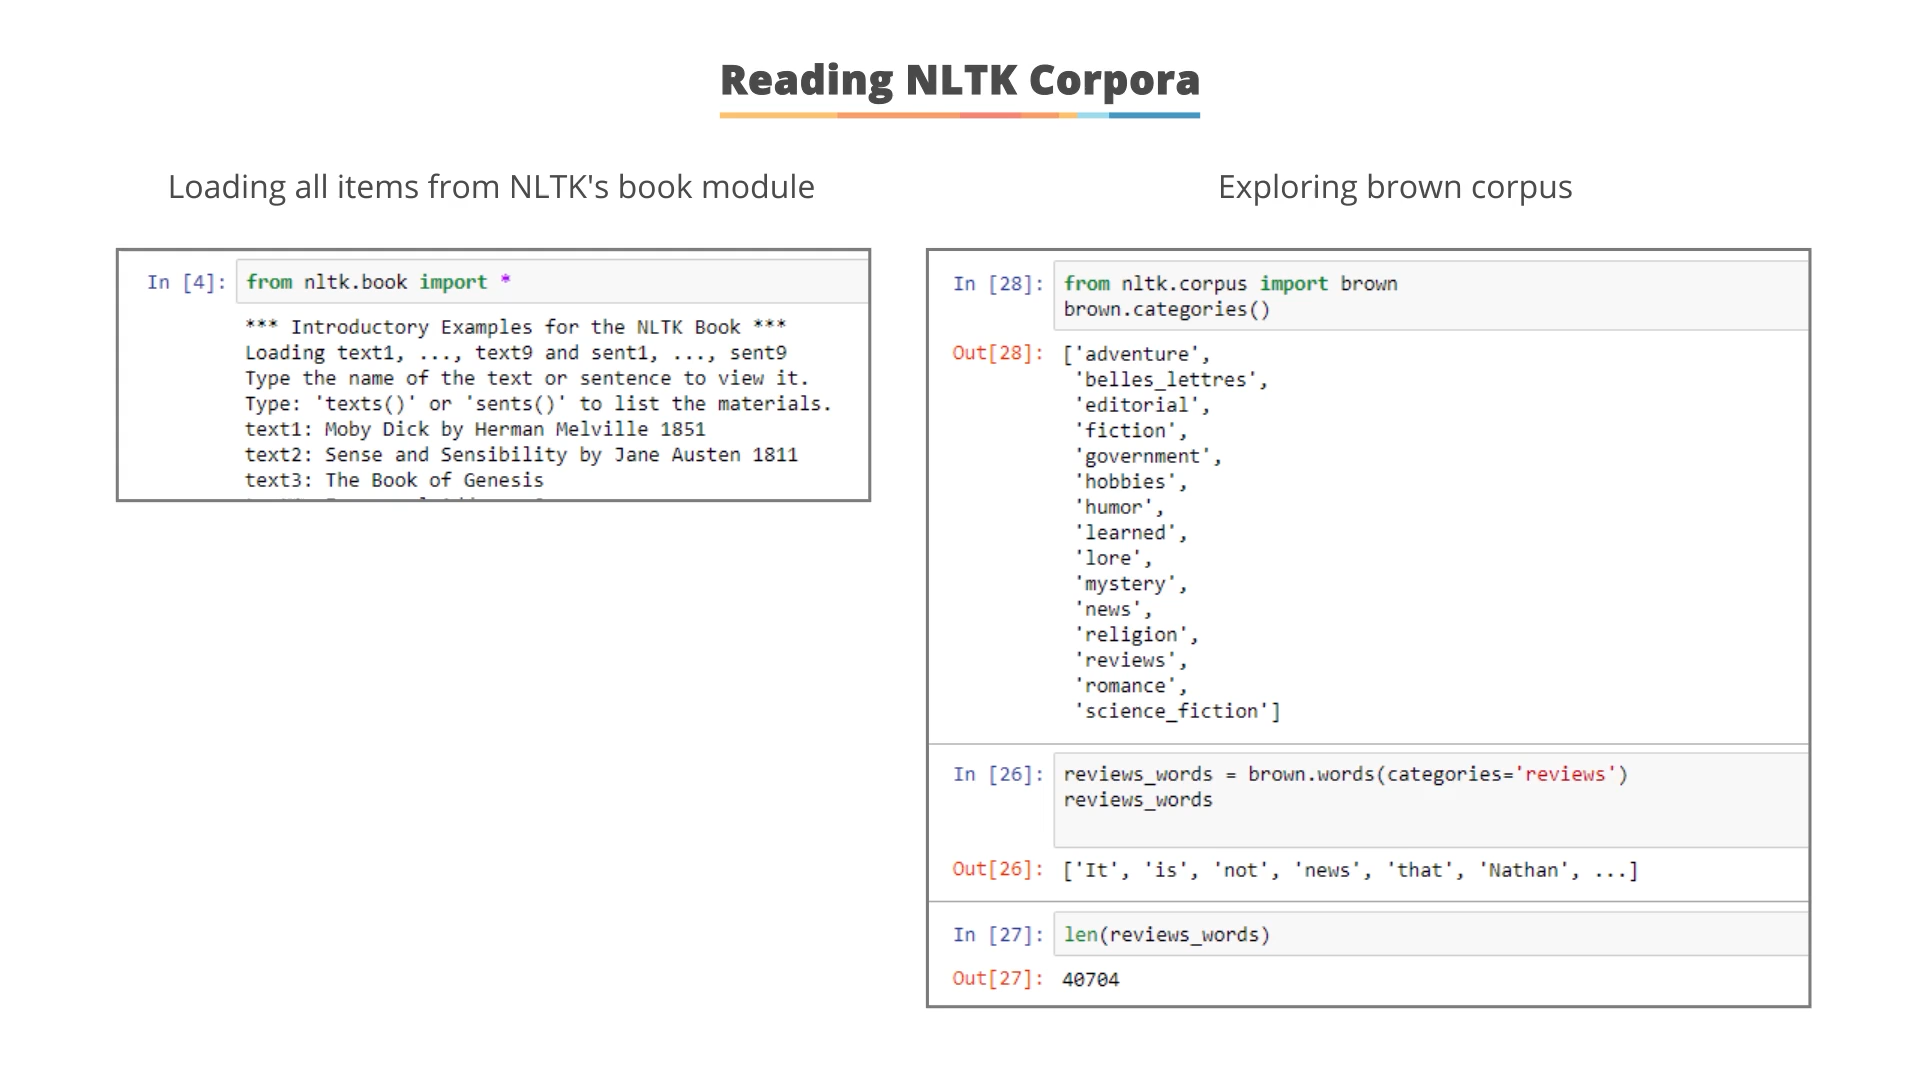 Reading NLTK Corpora
Loading all items from NLTK's book module
In [4]: from nltk.book import *
*** Introductory Examples for the NLTK Book ***
Loading text1, ..., text9 and sent1, ..., sent9
Type the name of the text or sentence to view it.
Type: 'texts()' or 'sents()' to list the materials.
text1: Moby Dick by Herman Melville 1851
text2: Sense and Sensibility by Jane Austen 1811
text3: The Book of Genesis
Exploring brown corpus
In [28]: from nltk.corpus import brown
brown.categories()
Out[28]: ['adventure',
'belles_lettres',
'editorial',
'fiction',
'government',
'hobbies',
'humor',
'learned',
'lore',
'mystery',
'news',
'religion',
'reviews',
'romance',
'science_fiction']
In [26]: reviews_words = brown.words(categories='reviews')
reviews_words
Out[26]: ['It', 'is', 'not', 'news', 'that', 'Nathan', ...]
In [27]: len(reviews_words)
Out[27]: 40704